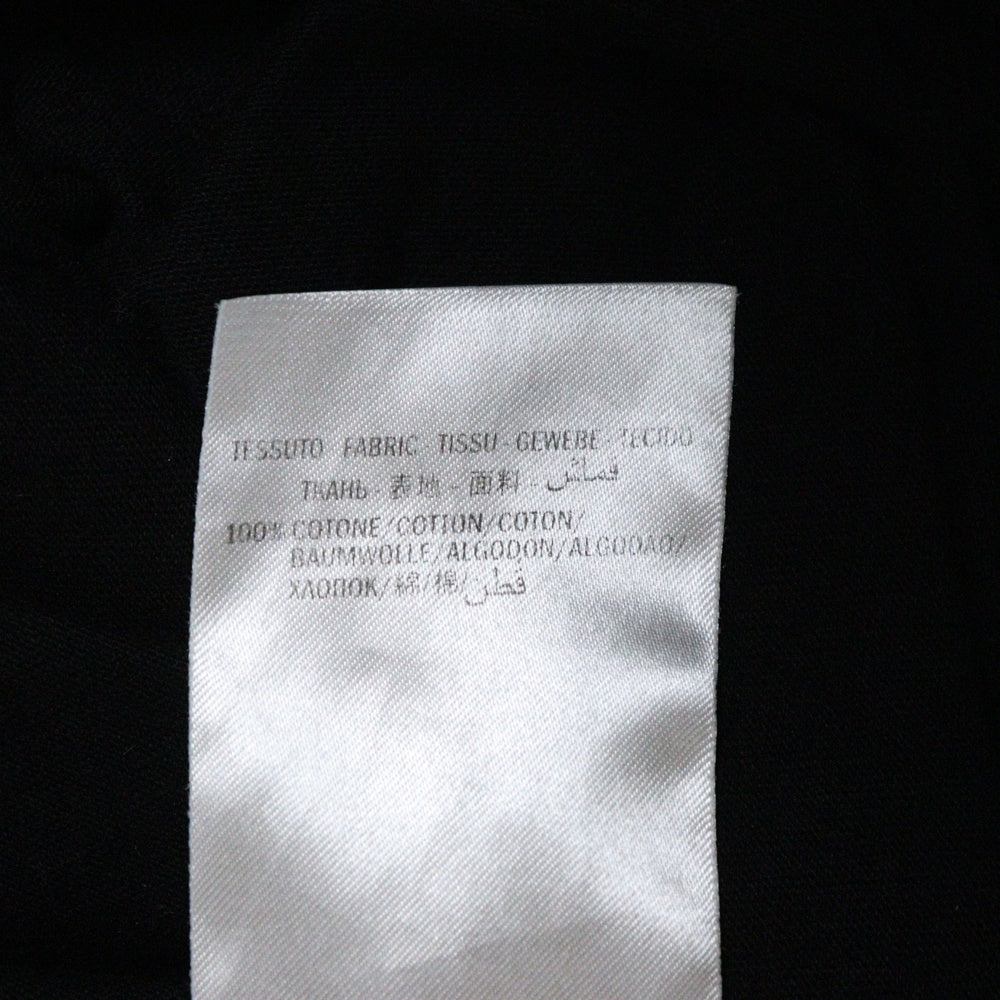 TESSUTO FABRIC - TISSU - GEWEBE - TECIDO
ТКАНЬ - 表地 - 面料 - قماش
100% COTONE/COTTON/COTON/
BAUMWOLLE/ALGODON/ALGODAO/
ХЛОПОК/綿/棉/قطن